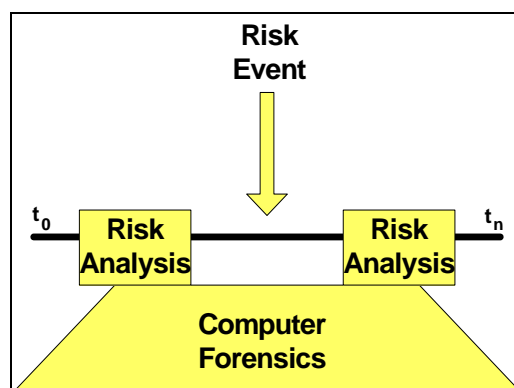 Risk
Event
t0
tn
Risk
Analysis
Risk
Analysis
Computer
Forensics